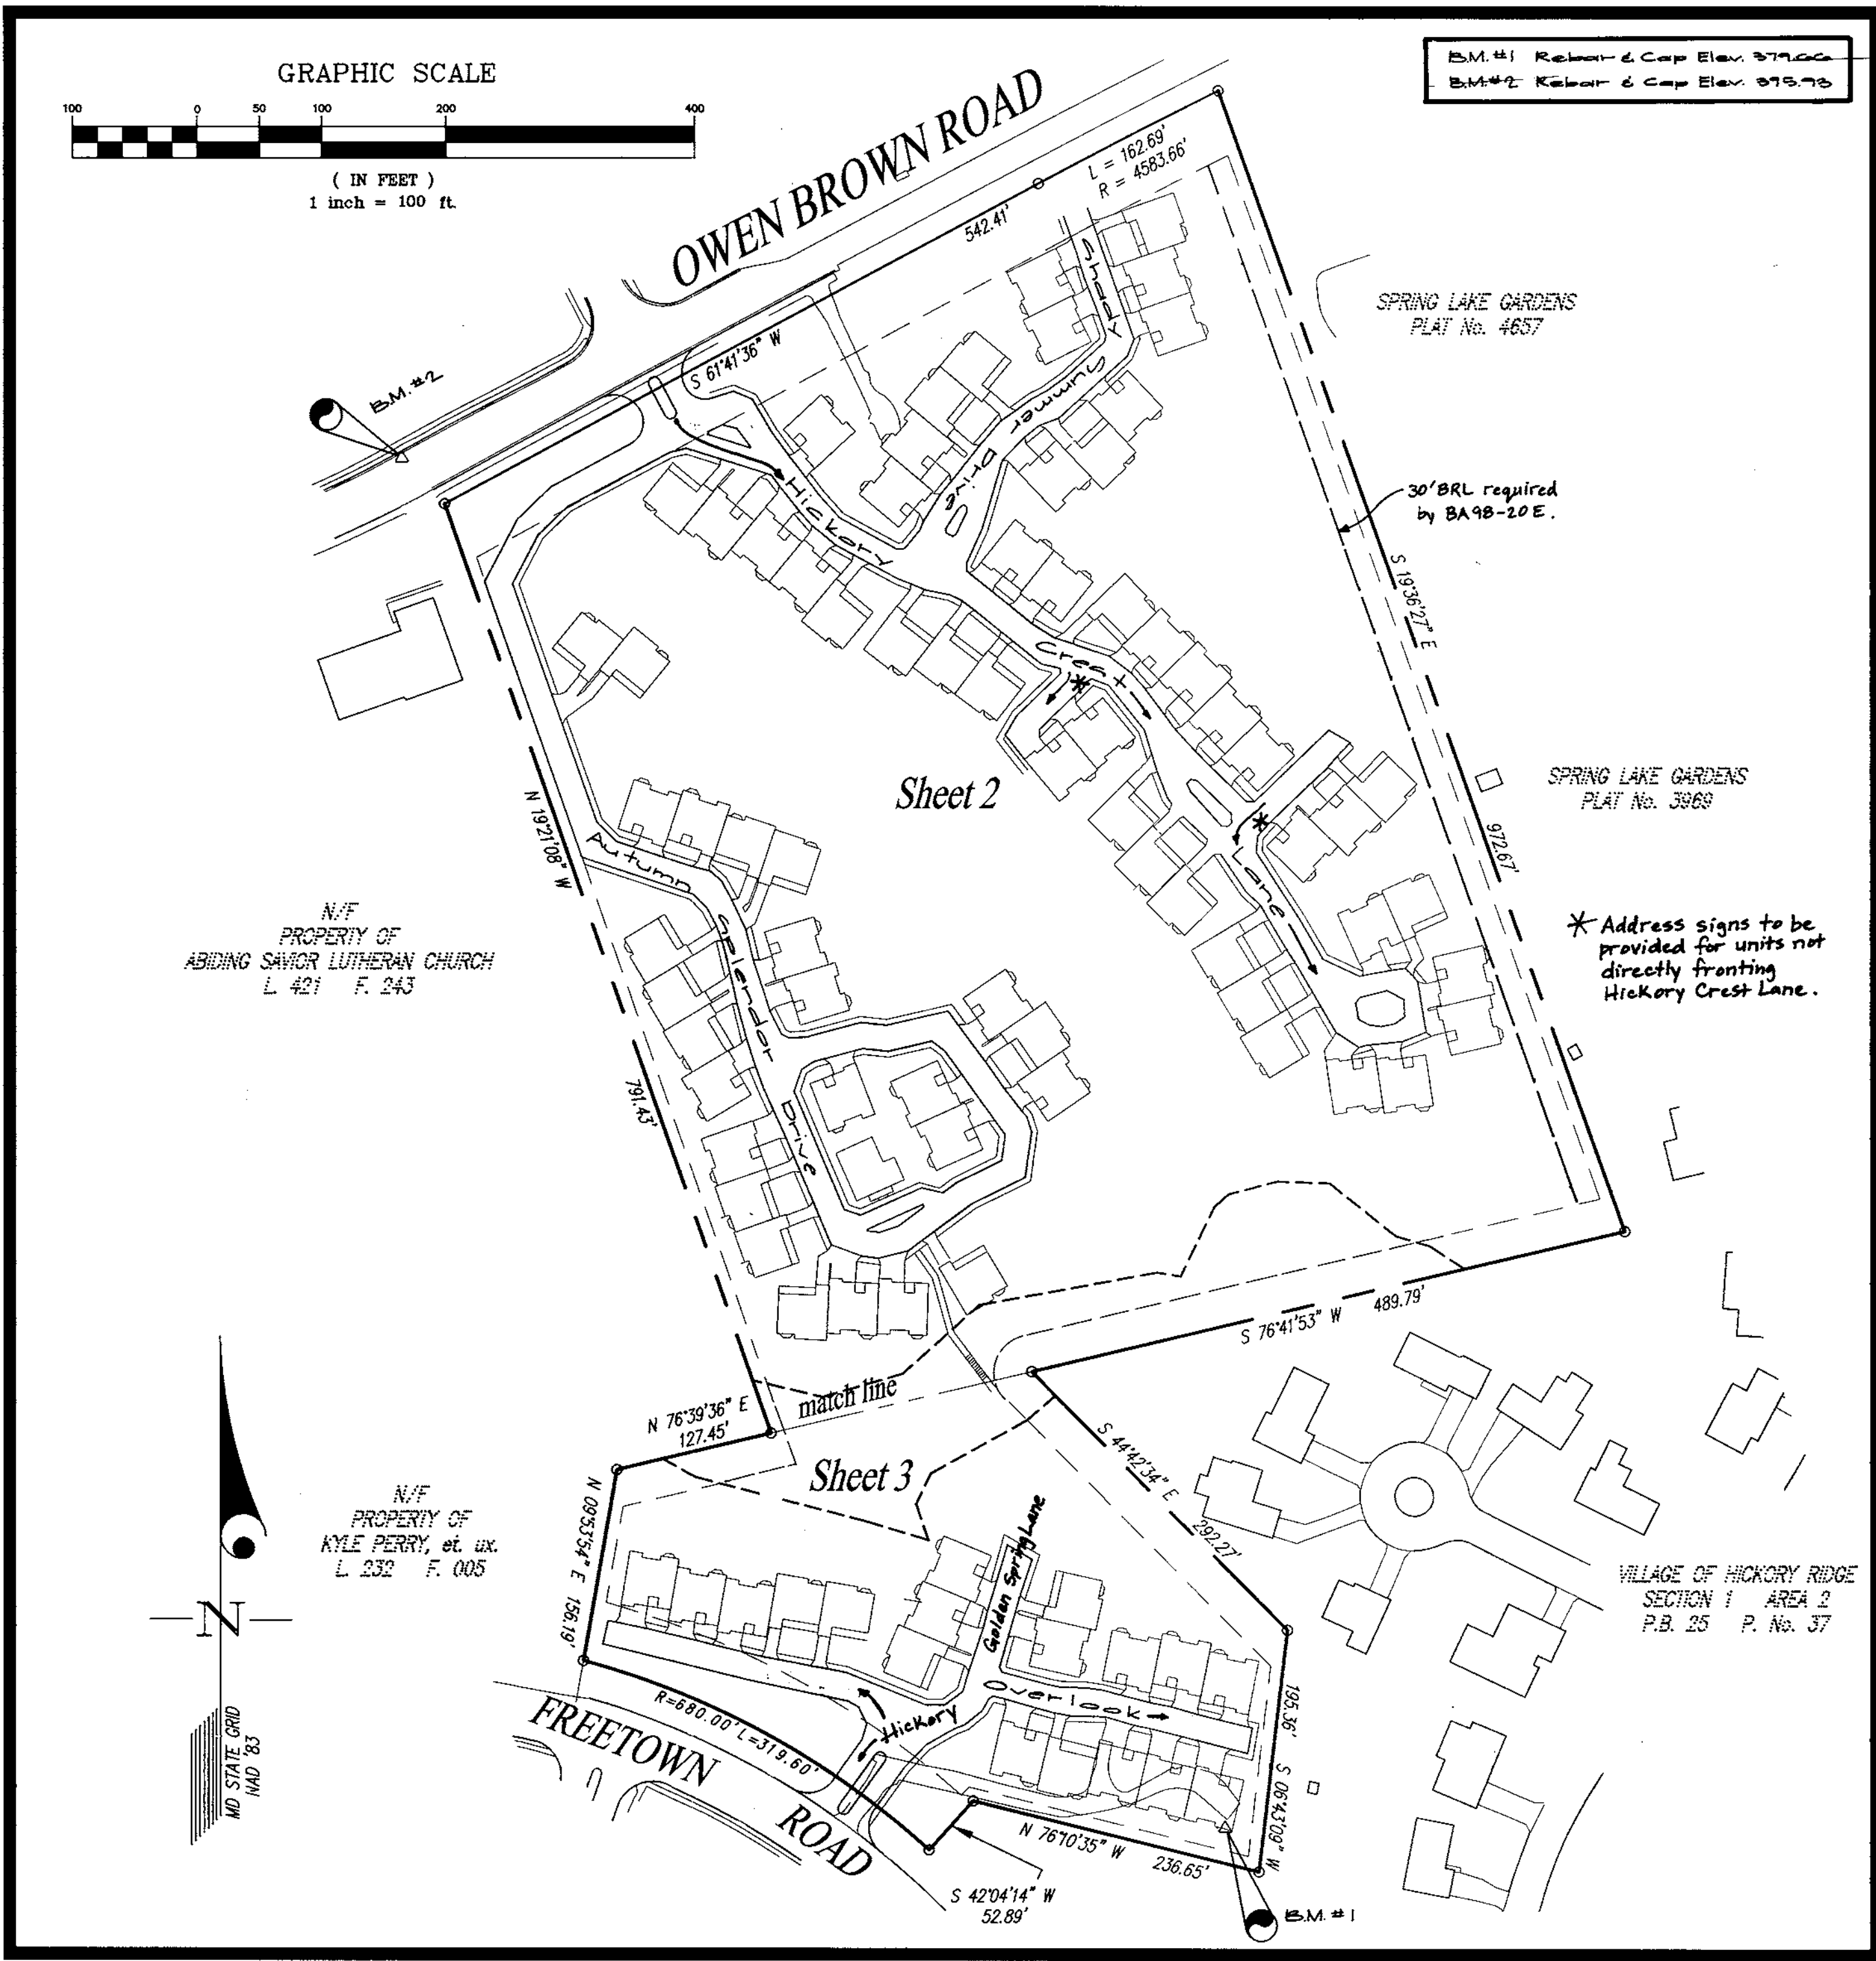 GRAPHIC SCALE
100 0 50 100 200 400
( IN FEET )
1 inch = 100 ft.
B.M.#1 Rebar & Cap Elev. 379.66
B.M.#2 Rebar & Cap Elev. 395.93
OWEN BROWN ROAD
L = 162.69'
R = 4583.66'
542.41'
S 61°41'36" W
B.M.#2
Shady
Summer
Drive
SPRING LAKE GARDENS
PLAT No. 4657
30' BRL required
by BA98-20E.
S 19°36'27" E
972.67'
Hickory
Crest
Lane
Sheet 2
SPRING LAKE GARDENS
PLAT No. 3969
* Address signs to be
provided for units not
directly fronting
Hickory Crest Lane.
N 19°21'08" W
791.43'
Autumn
Splendor
Drive
N/F
PROPERTY OF
ABIDING SAVIOR LUTHERAN CHURCH
L. 421 F. 243
S 76°41'53" W 489.79'
match line
N 76°39'36" E
127.45'
Sheet 3
S 44°42'34" E
292.27'
N 09°53'54" E 156.19'
N/F
PROPERTY OF
KYLE PERRY, et. ux.
L. 232 F. 005
Golden Spring Lane
VILLAGE OF HICKORY RIDGE
SECTION 1 AREA 2
P.B. 25 P. No. 37
N
MD STATE GRID
NAD '83
Hickory
Overlook
R=680.00' L=319.60'
FREETOWN
ROAD
195.36' S 06°43'09" W
N 76°10'35" W 236.65'
S 42°04'14" W
52.89'
B.M.#1